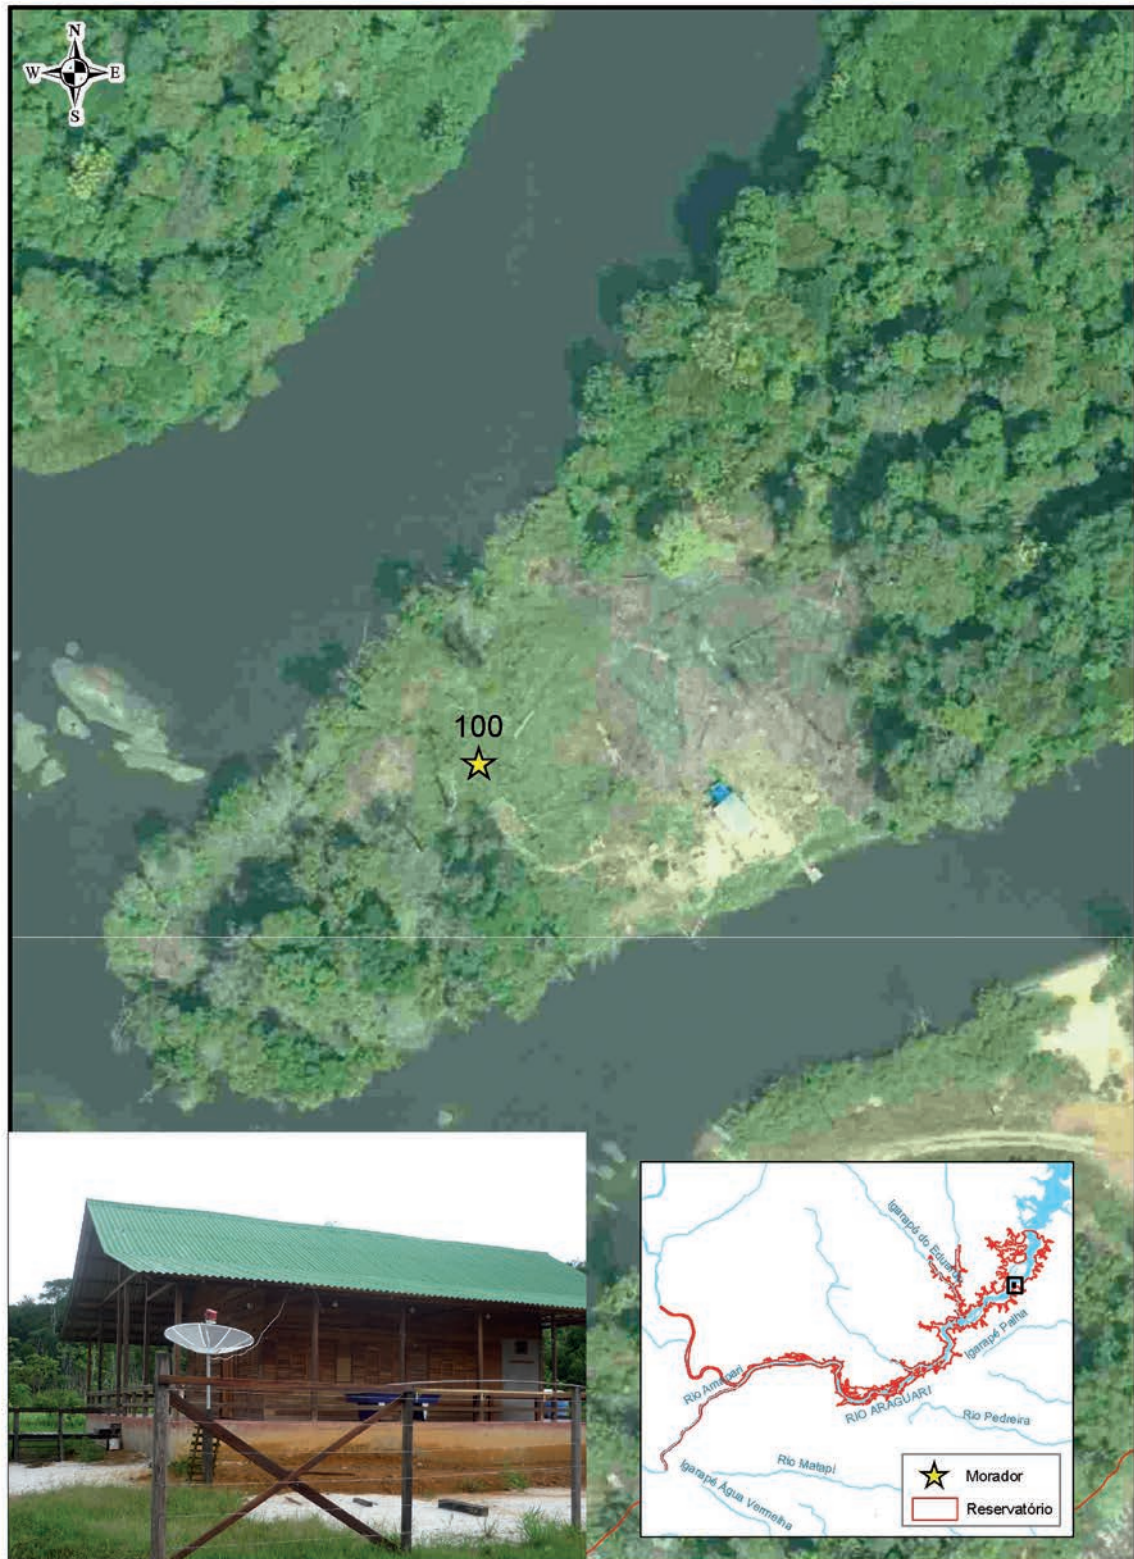 N
W E
S
100
Igarapé do Eduardo
Igarapé Palha
Rio Amapari
RIO ARAGUARI
Rio Pedreira
Rio Matapi
Igarapé Água Vermelha
Morador
Reservatório